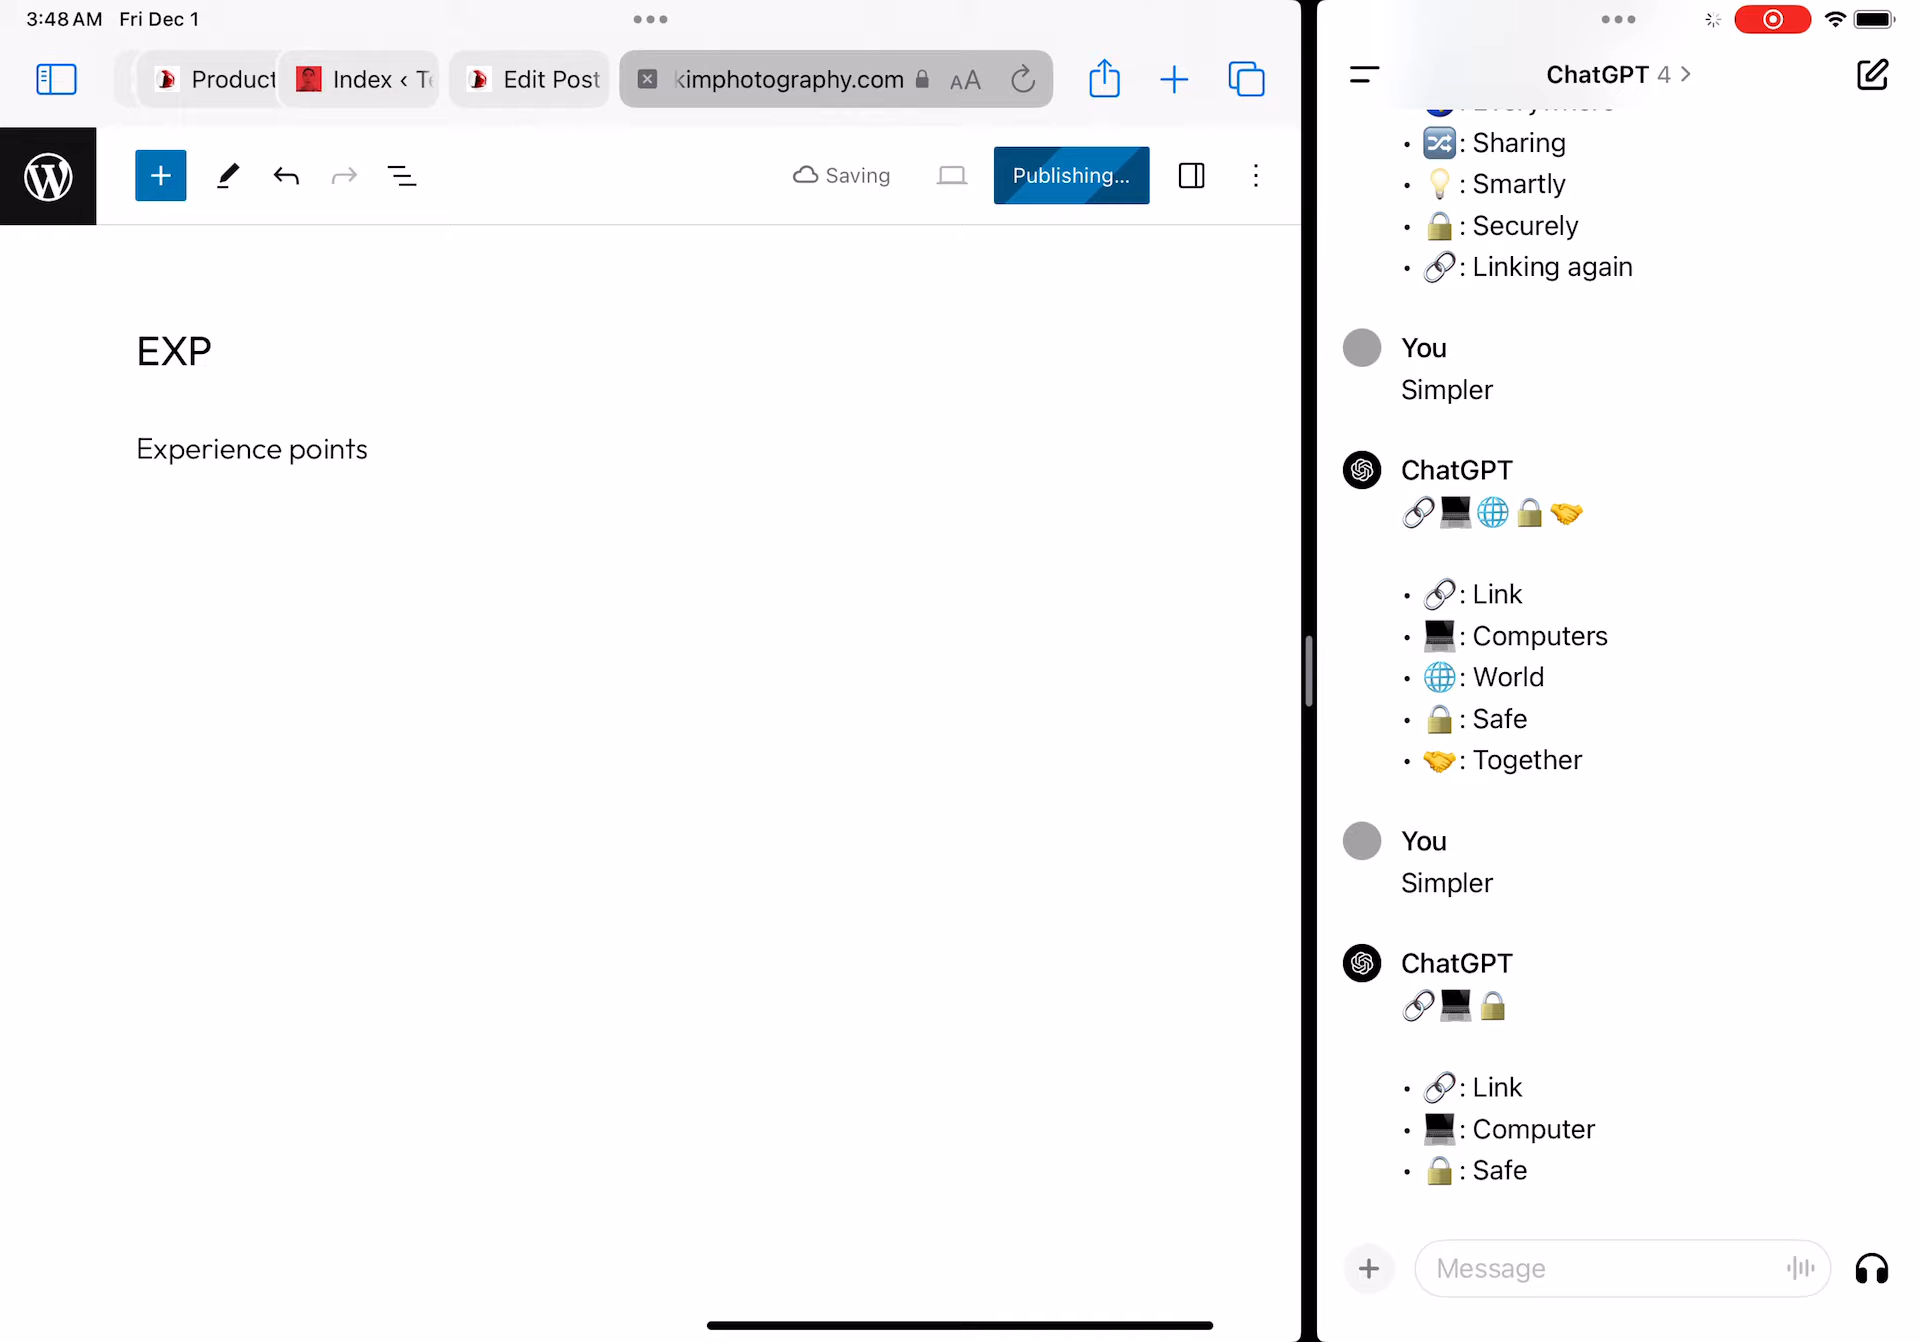 3:48 AM Fri Dec 1
Product
Index ‹ Te
Edit Post
kimphotography.com
AA
Saving
Publishing...
EXP
Experience points
ChatGPT 4 >
: Sharing
: Smartly
: Securely
: Linking again
You
Simpler
ChatGPT
: Link
: Computers
: World
: Safe
: Together
You
Simpler
ChatGPT
: Link
: Computer
: Safe
Message